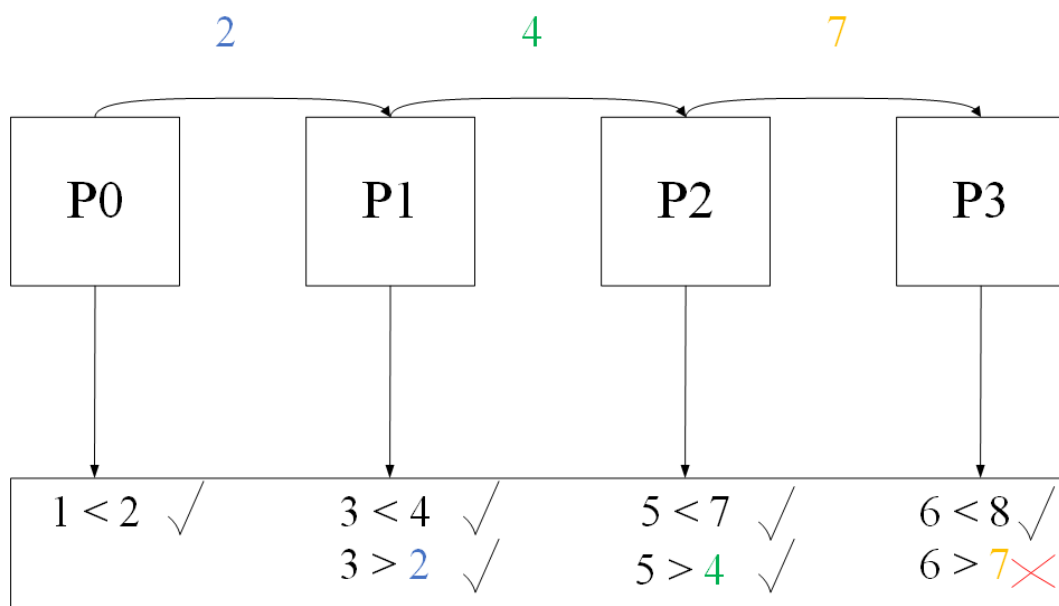 2 4 7
P0 P1 P2 P3
1 < 2 √ 3 < 4 √ 5 < 7 √ 6 < 8 √
3 > 2 √ 5 > 4 √ 6 > 7 ×